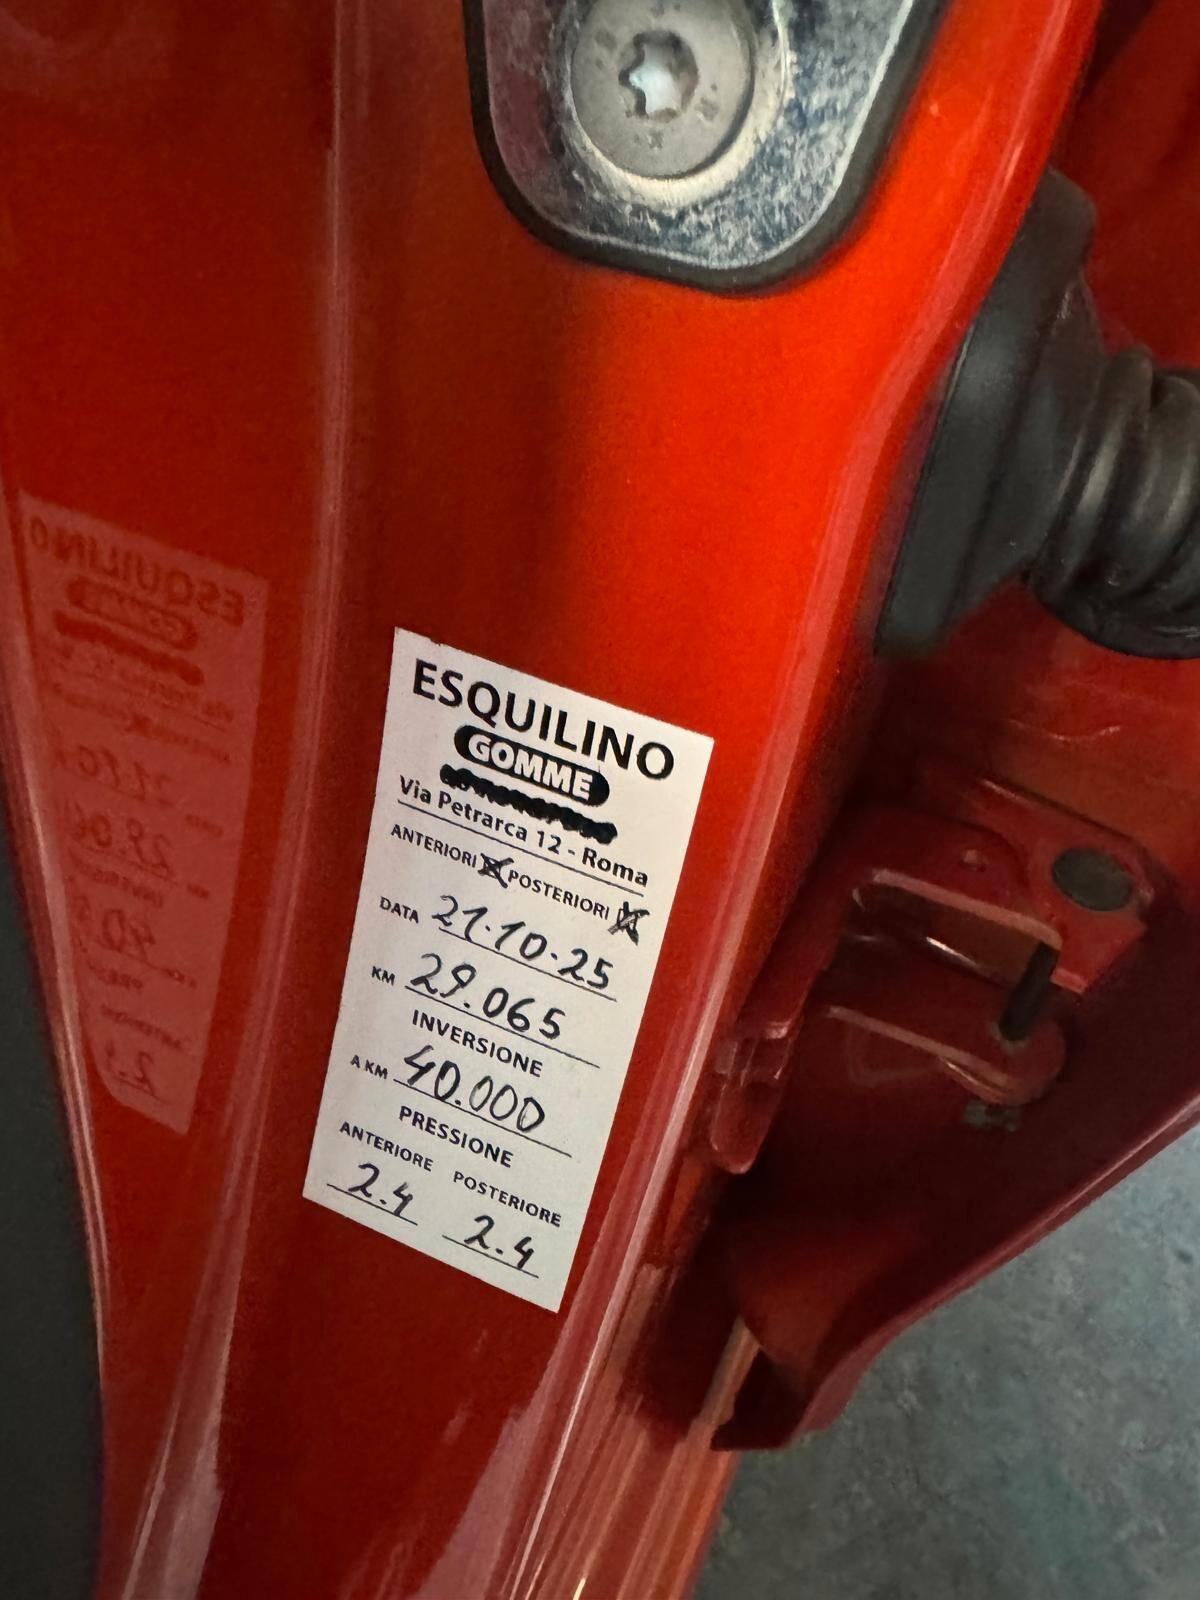 ESQUILINO
GOMME
Via Petrarca 12 - Roma
ANTERIORI POSTERIORI
DATA 21.10.25
KM 29.065
INVERSIONE
A KM 40.000
PRESSIONE
ANTERIORE POSTERIORE
2.4 2.4